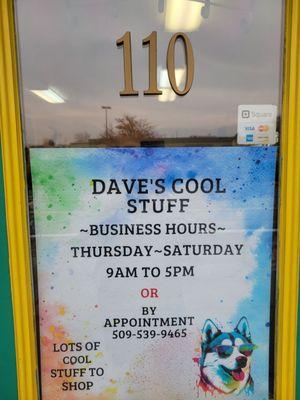 110
Square
VISA
DAVE'S COOL
STUFF
~BUSINESS HOURS~
THURSDAY~SATURDAY
9AM TO 5PM
OR
BY
APPOINTMENT
509-539-9465
LOTS OF
COOL
STUFF TO
SHOP